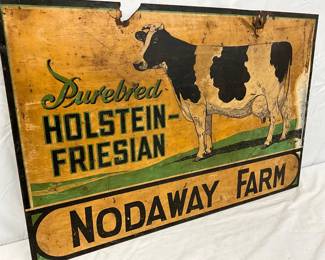 Purebred
HOLSTEIN-
FRIESIAN
NODAWAY FARM